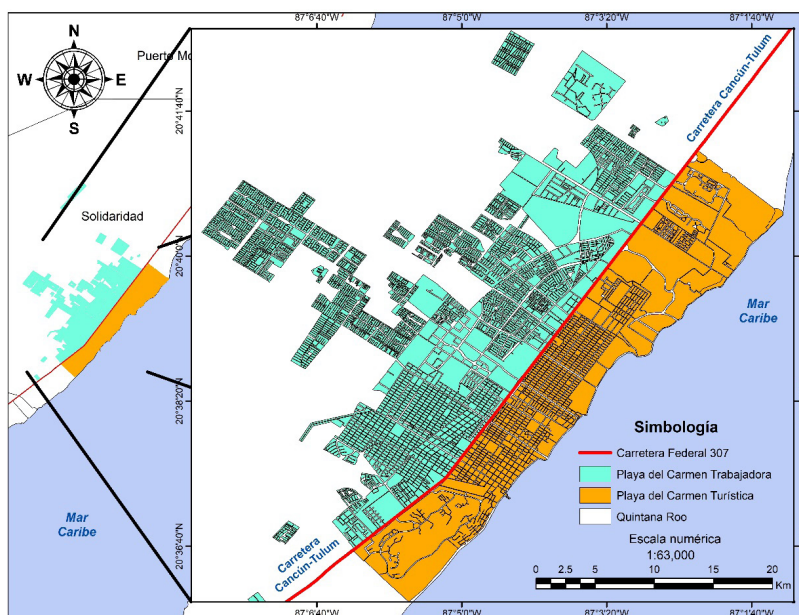 87°6'40"W 87°5'0"W 87°3'20"W 87°1'40"W
N
W E
S
Puerto Mo
Solidaridad
Mar
Caribe
20°41'40"N
20°40'0"N
20°38'20"N
20°36'40"N
Carretera Cancún-Tulum
Mar
Caribe
Carretera
Cancún-Tulum
Simbología
Carretera Federal 307
Playa del Carmen Trabajadora
Playa del Carmen Turística
Quintana Roo
Escala numérica
1:63,000
0 2.5 5 10 15 20
Km
87°6'40"W 87°5'0"W 87°3'20"W 87°1'40"W